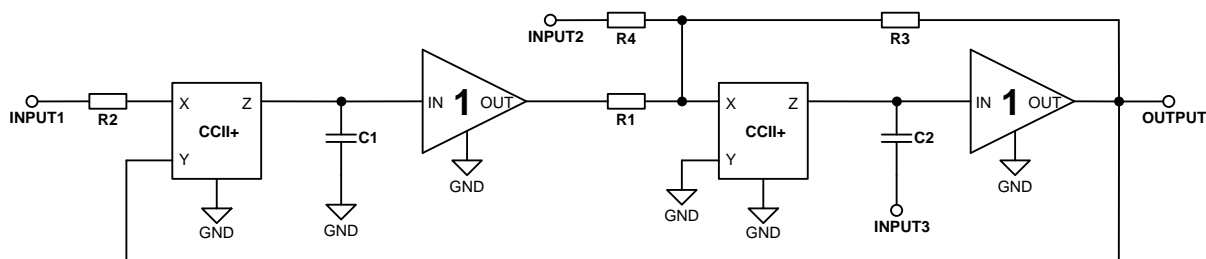 INPUT2
R4
R3
INPUT1
R2
X
Z
CCII+
Y
GND
C1
GND
IN
1
OUT
GND
R1
X
Z
CCII+
Y
GND
GND
C2
INPUT3
IN
1
OUT
GND
OUTPUT